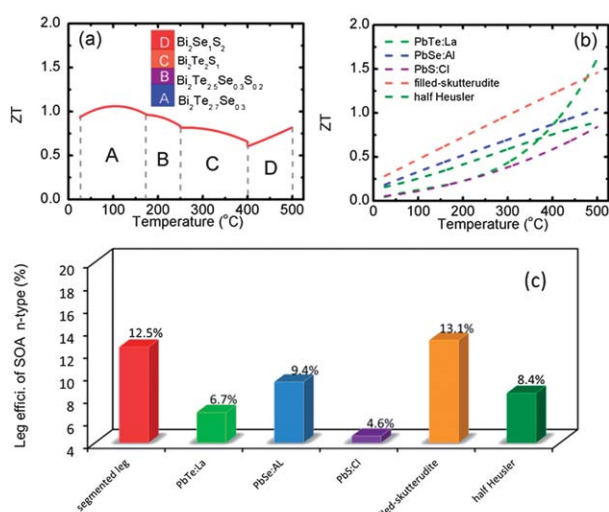 (a)
ZT
2.0
1.5
1.0
0.5
0.0
0 100 200 300 400 500
Temperature (°C)
D Bi₂Se₁S₂
C Bi₂Te₂S₁
B Bi₂Te₂.₅Se₀.₃S₀.₂
A Bi₂Te₂.₇Se₀.₃
A B C D
(b)
ZT
2.0
1.5
1.0
0.5
0.0
0 100 200 300 400 500
Temperature (°C)
PbTe:La
PbSe:Al
PbS:Cl
filled-skutterudite
half Heusler
(c)
Leg effici. of SOA n-type (%)
20
18
16
14
12
10
8
6
4
12.5%
6.7%
9.4%
4.6%
13.1%
8.4%
segmented leg
PbTe:La
PbSe:AL
PbS:Cl
lled-skutterudite
half Heusler